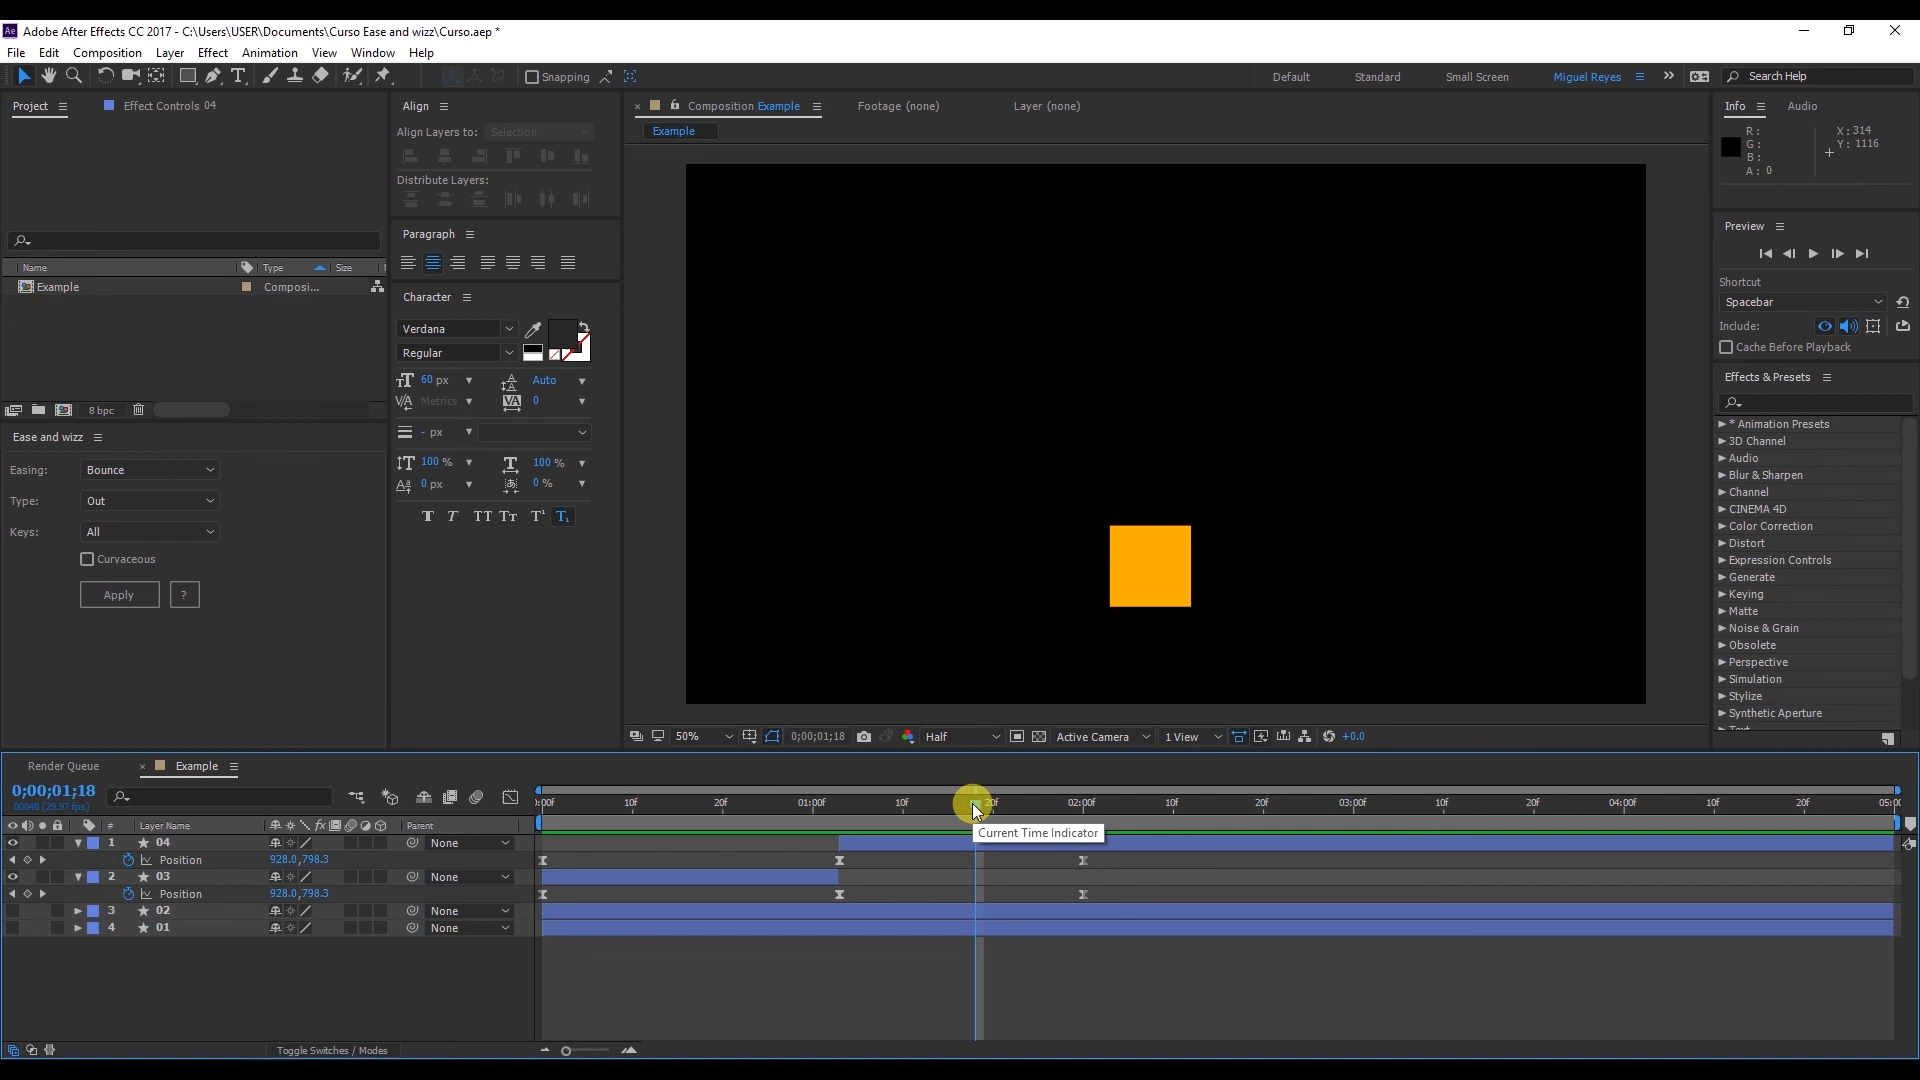 Adobe After Effects CC 2017 - C:\Users\USER\Documents\Curso Ease and wizz\Curso.aep *
File Edit Composition Layer Effect Animation View Window Help
Snapping
Default Standard Small Screen Miguel Reyes Search Help
Project Effect Controls 04
Align
Align Layers to: Selection
Distribute Layers:
Composition Example Footage (none) Layer (none)
Example
Info Audio
R:
G:
B:
A: 0
X:314
Y: 1116
Name Type Size
Example Composi...
8 bpc
Paragraph
Character
Verdana
Regular
60 px Auto
Metrics 0
- px
100 % 100 %
0 px 0 %
Ease and wizz
Easing: Bounce
Type: Out
Keys: All
Curvaceous
Apply ?
Preview
Shortcut
Spacebar
Include:
Cache Before Playback
Effects & Presets
* Animation Presets
3D Channel
Audio
Blur & Sharpen
Channel
CINEMA 4D
Color Correction
Distort
Expression Controls
Generate
Keying
Matte
Noise & Grain
Obsolete
Perspective
Simulation
Stylize
Synthetic Aperture
50% 0;00;01;18 Half Active Camera 1 View +0.0
Render Queue Example
0;00;01;18
00048 (29.97 fps)
# Layer Name Parent
:00f 10f 20f 01:00f 10f 20f 02:00f 10f 20f 03:00f 10f 20f 04:00f 10f 20f 05:0
Current Time Indicator
1 04 None
Position 928.0,798.3
2 03 None
Position 928.0,798.3
3 02 None
4 01 None
Toggle Switches / Modes